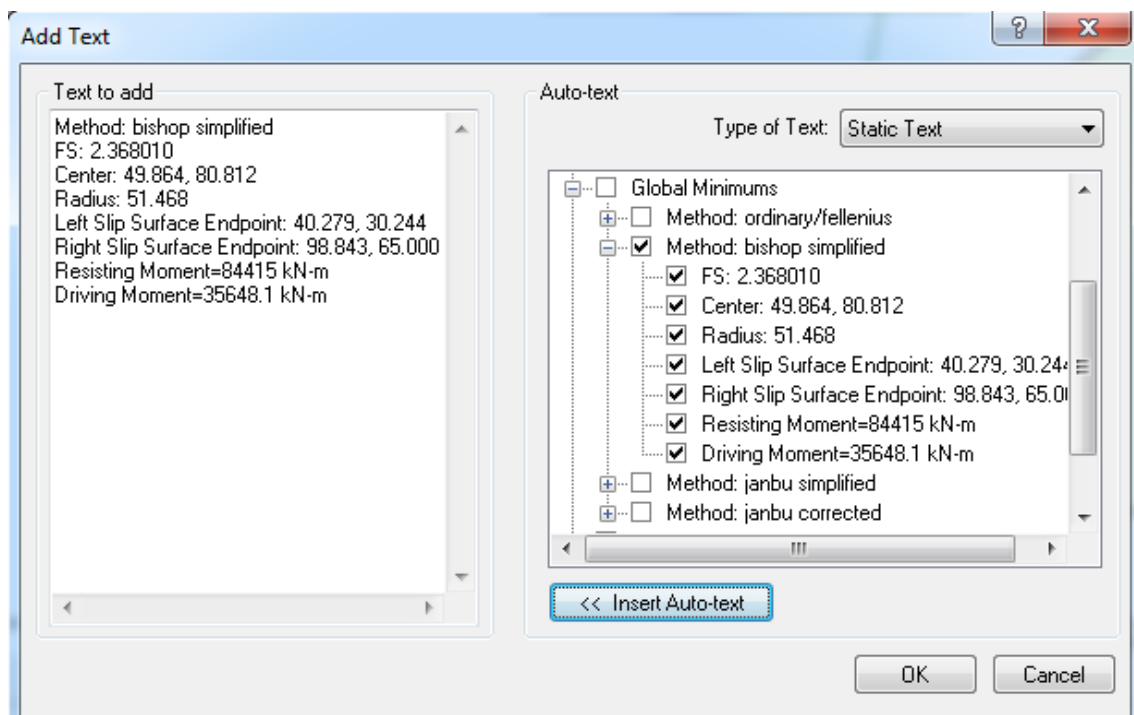 Add Text
Text to add
Method: bishop simplified
FS: 2.368010
Center: 49.864, 80.812
Radius: 51.468
Left Slip Surface Endpoint: 40.279, 30.244
Right Slip Surface Endpoint: 98.843, 65.000
Resisting Moment=84415 kN-m
Driving Moment=35648.1 kN-m
Auto-text
Type of Text: Static Text
Global Minimums
Method: ordinary/fellenius
Method: bishop simplified
FS: 2.368010
Center: 49.864, 80.812
Radius: 51.468
Left Slip Surface Endpoint: 40.279, 30.244
Right Slip Surface Endpoint: 98.843, 65.0
Resisting Moment=84415 kN-m
Driving Moment=35648.1 kN-m
Method: janbu simplified
Method: janbu corrected
<< Insert Auto-text
OK Cancel